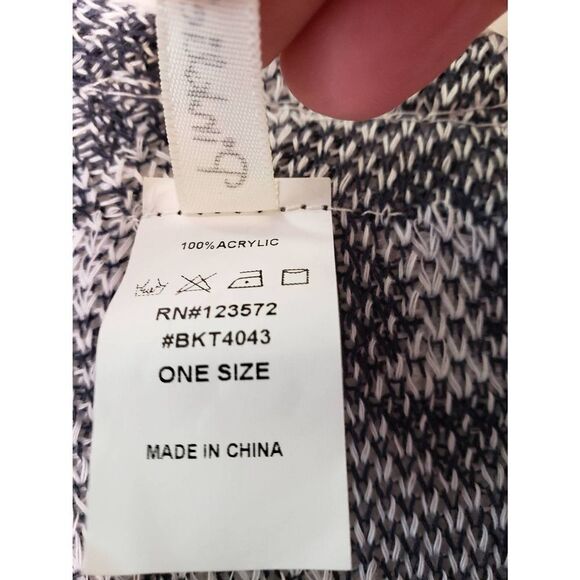 100%ACRYLIC
RN#123572
#BKT4043
ONE SIZE
MADE IN CHINA